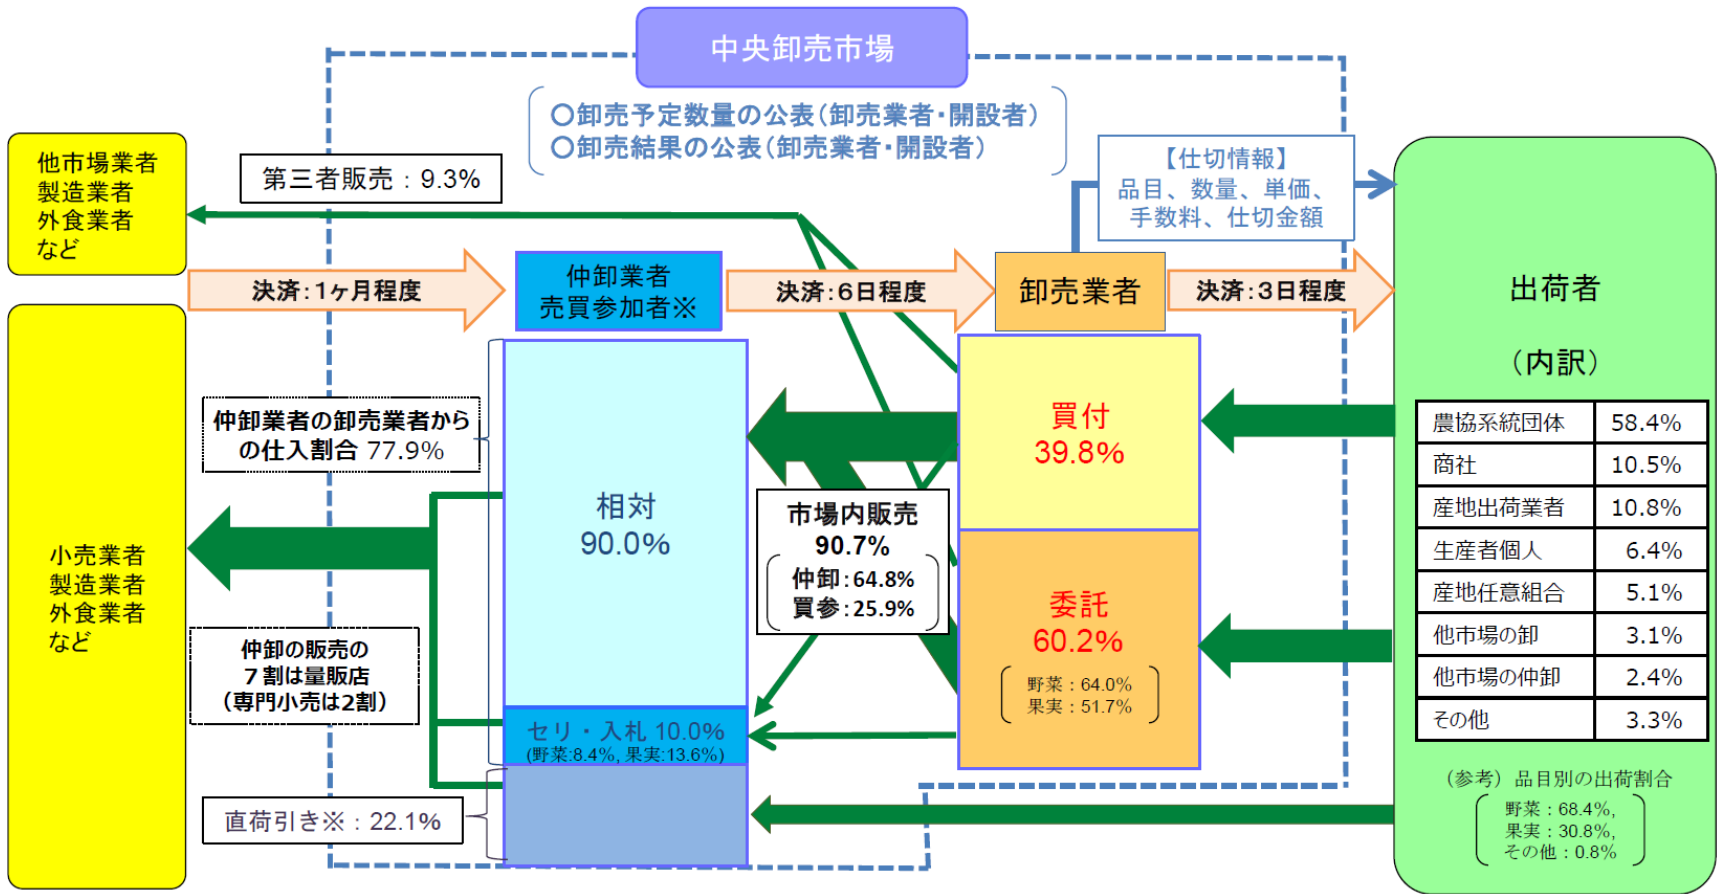 中央卸売市場
○卸売予定数量の公表(卸売業者・開設者)
○卸売結果の公表(卸売業者・開設者)
他市場業者
製造業者
外食業者
など
第三者販売：9.3%
【仕切情報】
品目、数量、単価、
手数料、仕切金額
決済：1ヶ月程度
仲卸業者
売買参加者※
決済：6日程度
卸売業者
決済：3日程度
出荷者
（内訳）
農協系統団体 58.4%
商社 10.5%
産地出荷業者 10.8%
生産者個人 6.4%
産地任意組合 5.1%
他市場の卸 3.1%
他市場の仲卸 2.4%
その他 3.3%
（参考）品目別の出荷割合
野菜：68.4%,
果実：30.8%,
その他：0.8%
買付
39.8%
委託
60.2%
野菜：64.0%
果実：51.7%
市場内販売
90.7%
仲卸：64.8%
買参：25.9%
仲卸業者の卸売業者から
の仕入割合 77.9%
相対
90.0%
セリ・入札 10.0%
(野菜:8.4%, 果実:13.6%)
直荷引き※：22.1%
小売業者
製造業者
外食業者
など
仲卸の販売の
７割は量販店
（専門小売は2割）